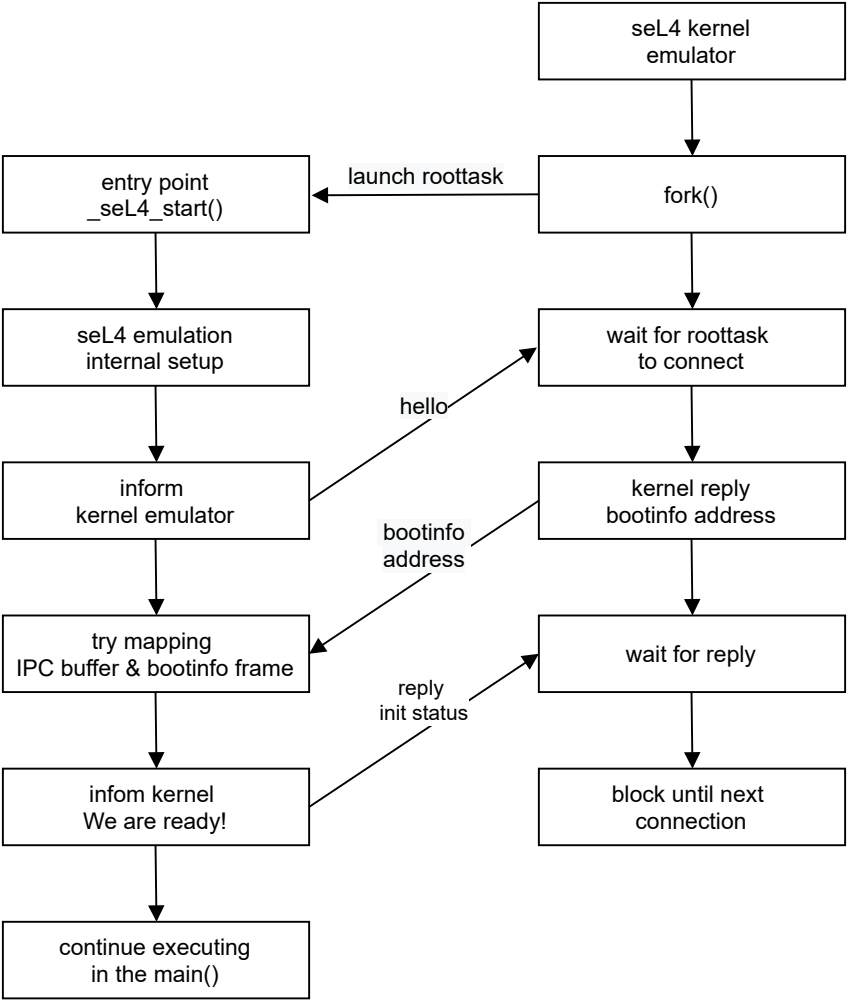 seL4 kernel
emulator
entry point
_seL4_start()
launch roottask
fork()
seL4 emulation
internal setup
wait for roottask
to connect
hello
inform
kernel emulator
kernel reply
bootinfo address
bootinfo
address
try mapping
IPC buffer & bootinfo frame
wait for reply
reply
init status
infom kernel
We are ready!
block until next
connection
continue executing
in the main()